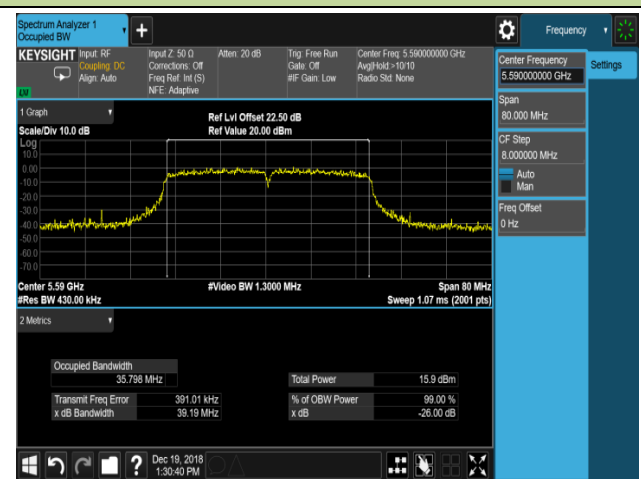 Spectrum Analyzer 1
Occupied BW
+
Frequency
KEYSIGHT
Input: RF
Coupling: DC
Align: Auto
Input Z: 50 Ω
Corrections: Off
Freq Ref: Int (S)
NFE: Adaptive
Atten: 20 dB
Trig: Free Run
Gate: Off
#IF Gain: Low
Center Freq: 5.590000000 GHz
Avg|Hold:>10/10
Radio Std: None
Center Frequency
5.590000000 GHz
Settings
Span
80.000 MHz
CF Step
8.000000 MHz
Auto
Man
Freq Offset
0 Hz
1 Graph
Scale/Div 10.0 dB
Ref Lvl Offset 22.50 dB
Ref Value 20.00 dBm
Log
10.0
0.00
-10.0
-20.0
-30.0
-40.0
-50.0
-60.0
-70.0
Center 5.59 GHz
#Video BW 1.3000 MHz
Span 80 MHz
#Res BW 430.00 kHz
Sweep 1.07 ms (2001 pts)
2 Metrics
Occupied Bandwidth
35.798 MHz
Total Power
15.9 dBm
Transmit Freq Error
391.01 kHz
% of OBW Power
99.00 %
x dB Bandwidth
39.19 MHz
x dB
-26.00 dB
?
Dec 19, 2018
1:30:40 PM